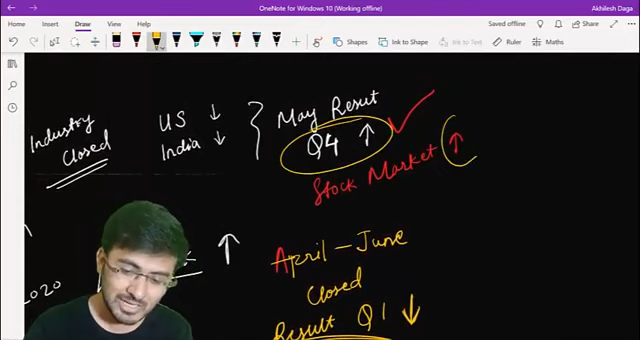 OneNote for Windows 10 (Working offline)
Akhilesh Daga
Home Insert Draw View Help
Saved offline
Shapes Ink to Shape Ink to Text Ruler Maths
Industry
Closed
US ↓
India ↓
May Result
Q4 ↑
Stock Market ↑
↑
2020
April - June
Closed
Result Q1 ↓